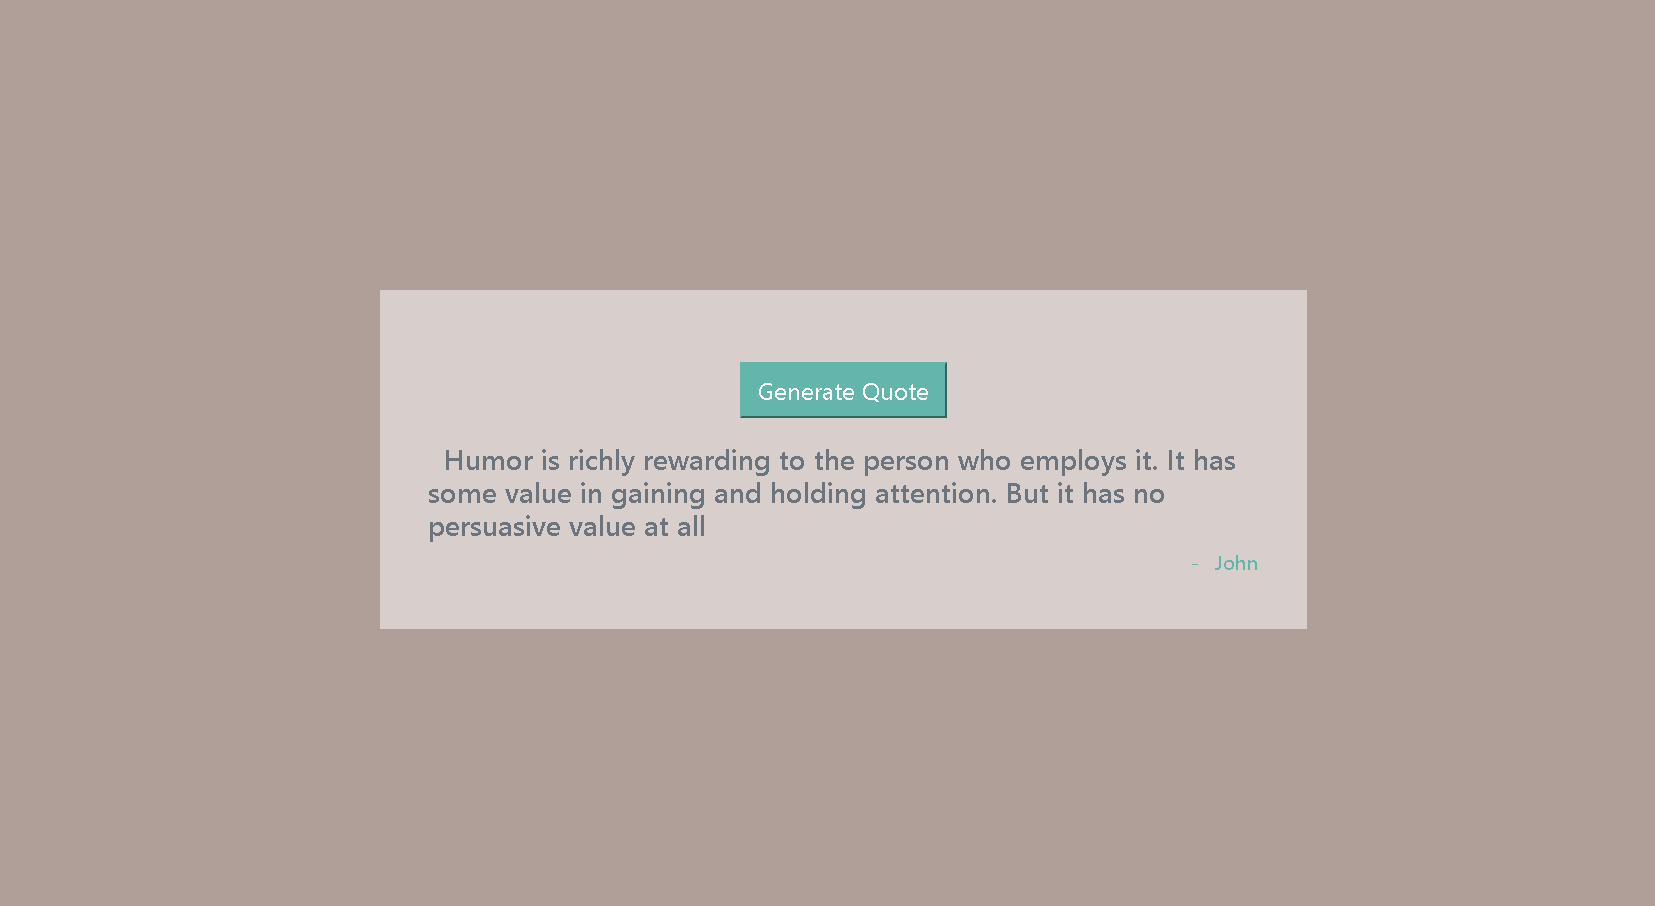 Generate Quote
Humor is richly rewarding to the person who employs it. It has
some value in gaining and holding attention. But it has no
persuasive value at all
- John